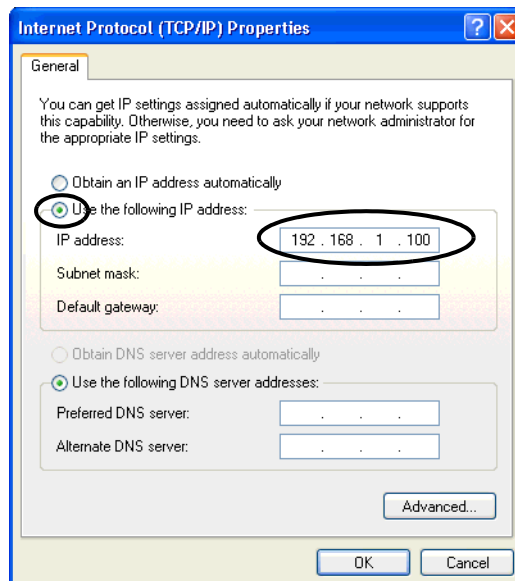 Internet Protocol (TCP/IP) Properties
General
You can get IP settings assigned automatically if your network supports
this capability. Otherwise, you need to ask your network administrator for
the appropriate IP settings.
Obtain an IP address automatically
Use the following IP address:
IP address: 192 . 168 . 1 . 100
Subnet mask: . . .
Default gateway: . . .
Obtain DNS server address automatically
Use the following DNS server addresses:
Preferred DNS server: . . .
Alternate DNS server: . . .
Advanced...
OK Cancel